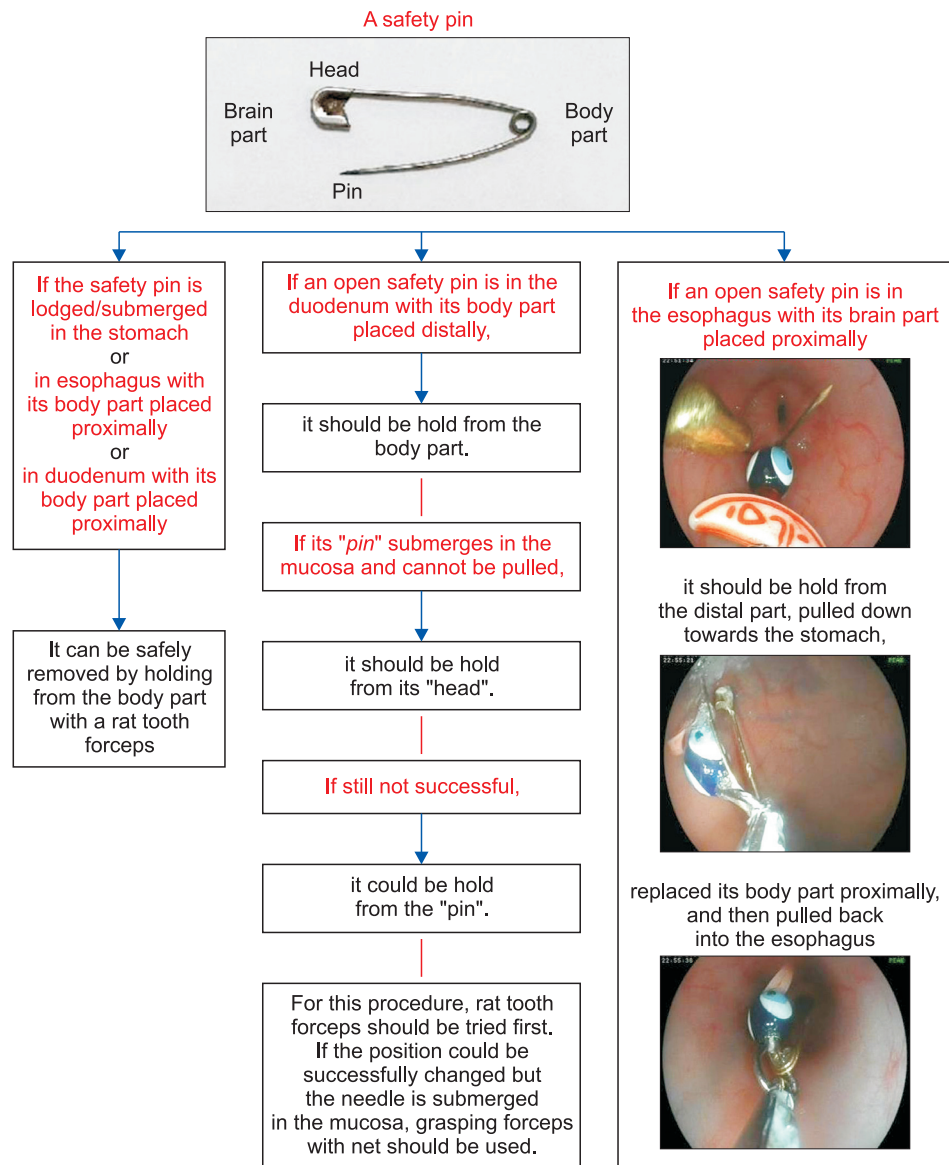 A safety pin
Head
Brain
part
Body
part
Pin
If the safety pin is
lodged/submerged
in the stomach
or
in esophagus with
its body part placed
proximally
or
in duodenum with its
body part placed
proximally
It can be safely
removed by holding
from the body part
with a rat tooth
forceps
If an open safety pin is in the
duodenum with its body part
placed distally,
it should be hold from the
body part.
If its "pin" submerges in the
mucosa and cannot be pulled,
it should be hold
from its "head".
If still not successful,
it could be hold
from the "pin".
For this procedure, rat tooth
forceps should be tried first.
If the position could be
successfully changed but
the needle is submerged
in the mucosa, grasping forceps
with net should be used.
If an open safety pin is in
the esophagus with its brain part
placed proximally
22:51:34
it should be hold from
the distal part, pulled down
towards the stomach,
22:55:21
replaced its body part proximally,
and then pulled back
into the esophagus
22:55:36